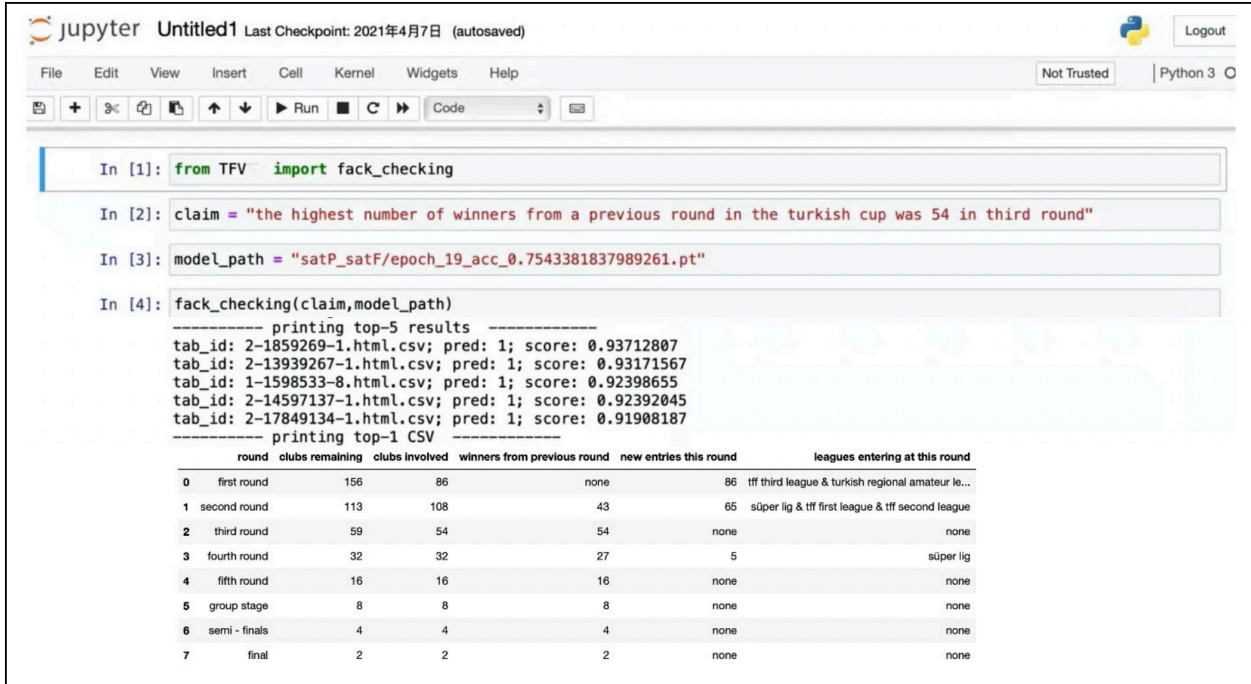 jupyter Untitled1 Last Checkpoint: 2021年4月7日 (autosaved) Logout
File Edit View Insert Cell Kernel Widgets Help Not Trusted Python 3
Run Code
In [1]: from TFV import fack_checking
In [2]: claim = "the highest number of winners from a previous round in the turkish cup was 54 in third round"
In [3]: model_path = "satP_satF/epoch_19_acc_0.7543381837989261.pt"
In [4]: fack_checking(claim,model_path)
---------- printing top-5 results ------------
tab_id: 2-1859269-1.html.csv; pred: 1; score: 0.93712807
tab_id: 2-13939267-1.html.csv; pred: 1; score: 0.93171567
tab_id: 1-1598533-8.html.csv; pred: 1; score: 0.92398655
tab_id: 2-14597137-1.html.csv; pred: 1; score: 0.92392045
tab_id: 2-17849134-1.html.csv; pred: 1; score: 0.91908187
---------- printing top-1 CSV ------------
round clubs remaining clubs involved winners from previous round new entries this round leagues entering at this round
0 first round 156 86 none 86 tff third league & turkish regional amateur le...
1 second round 113 108 43 65 süper lig & tff first league & tff second league
2 third round 59 54 54 none none
3 fourth round 32 32 27 5 süper lig
4 fifth round 16 16 16 none none
5 group stage 8 8 8 none none
6 semi - finals 4 4 4 none none
7 final 2 2 2 none none